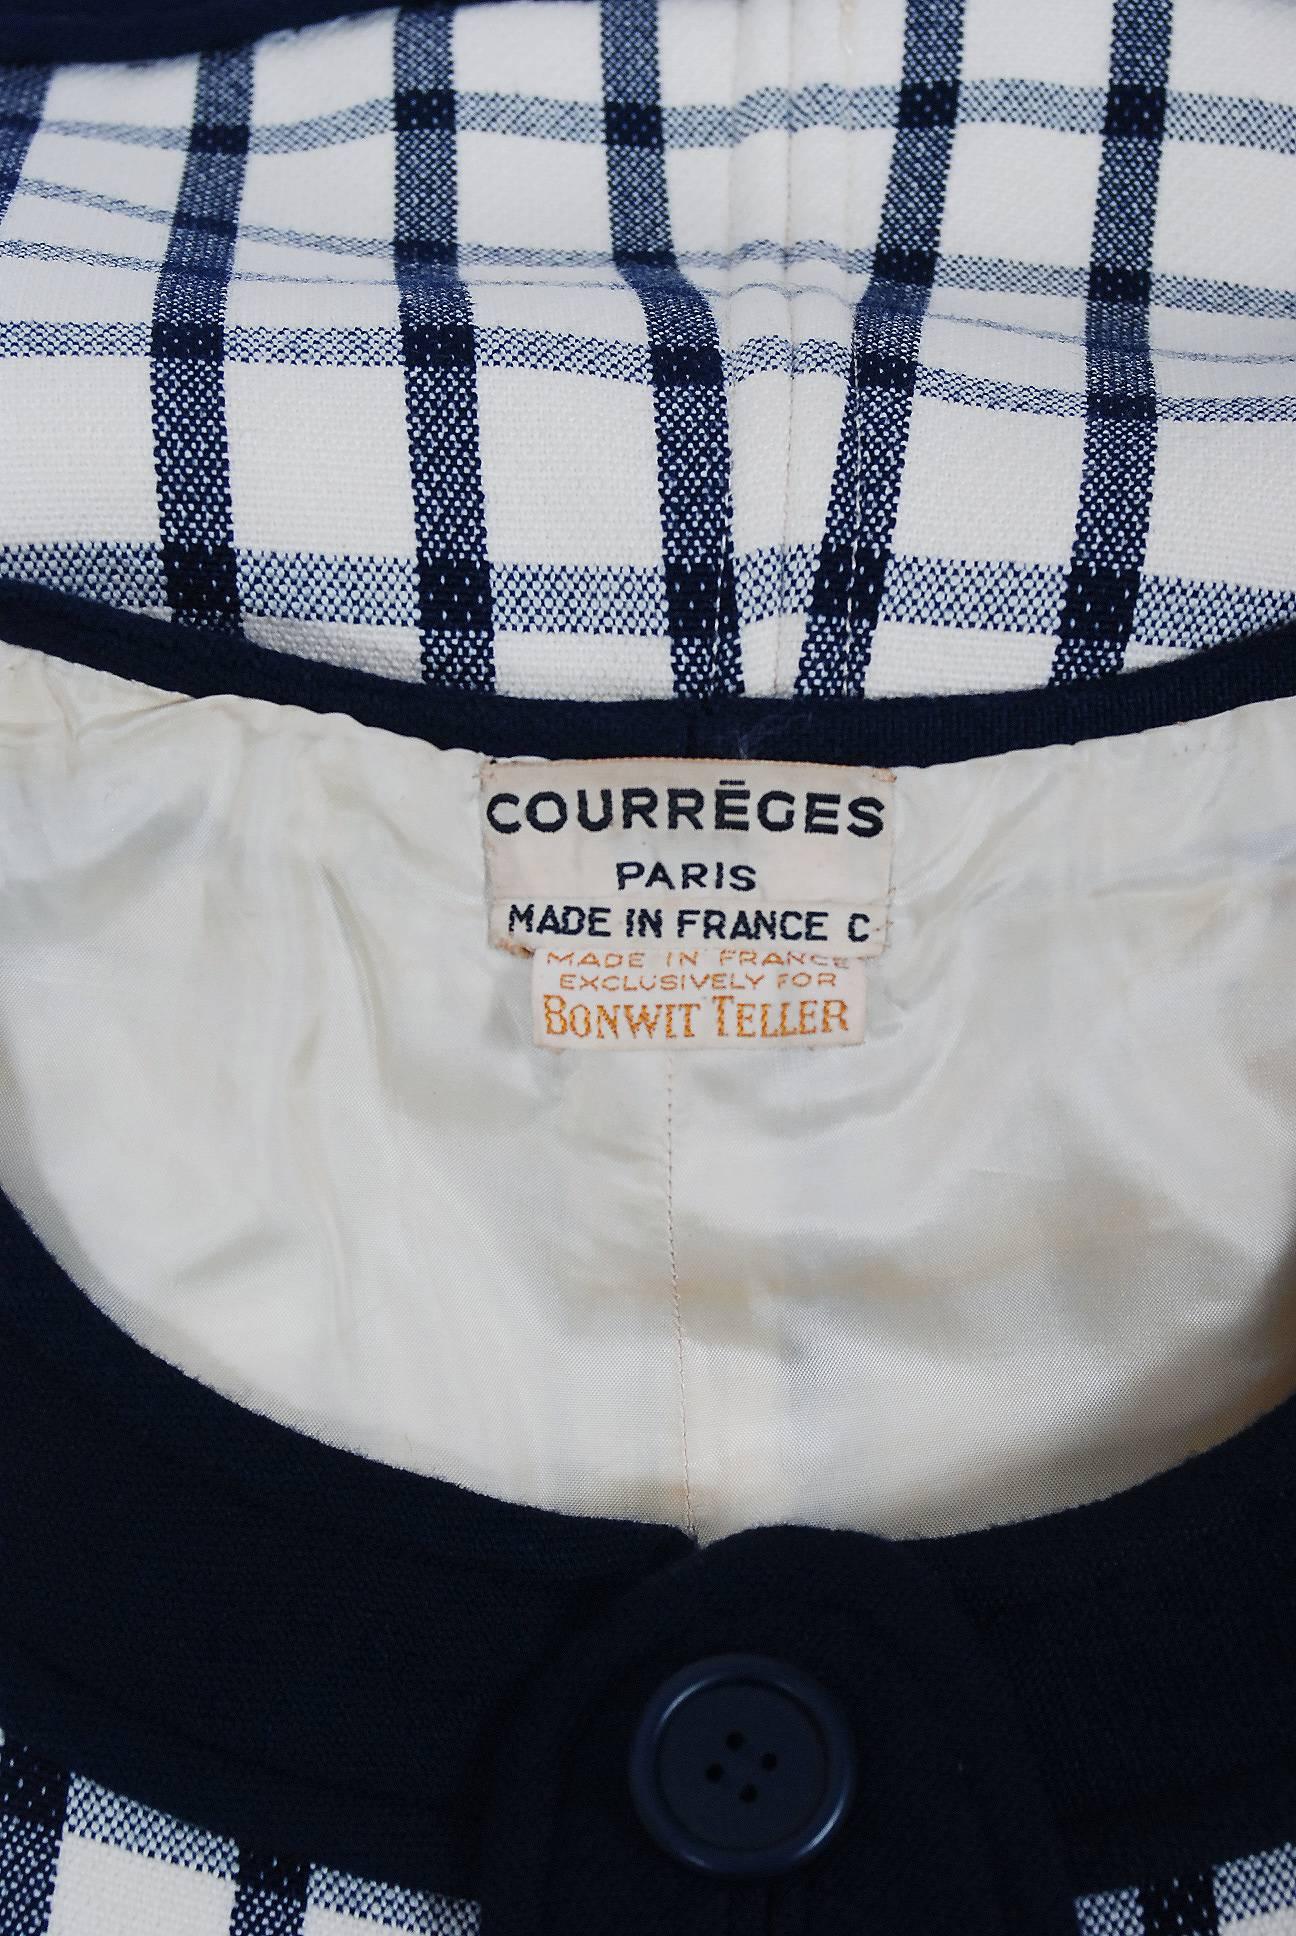 COURRĒGES
PARIS
MADE IN FRANCE C
MADE IN FRANCE
EXCLUSIVELY FOR
BONWIT TELLER